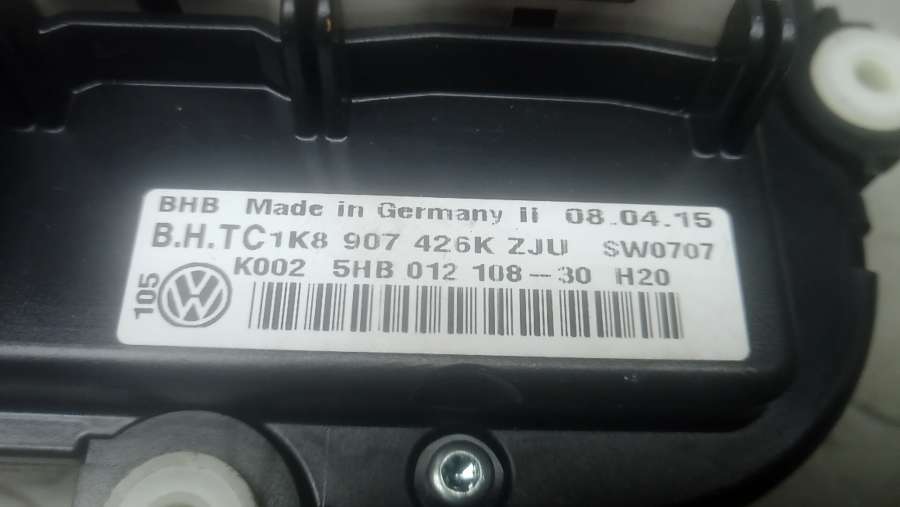 BHB Made in Germany II 08.04.15
B.H.TC1K8 907 426K ZJU SW0707
K002 5HB 012 108--30 H20
105